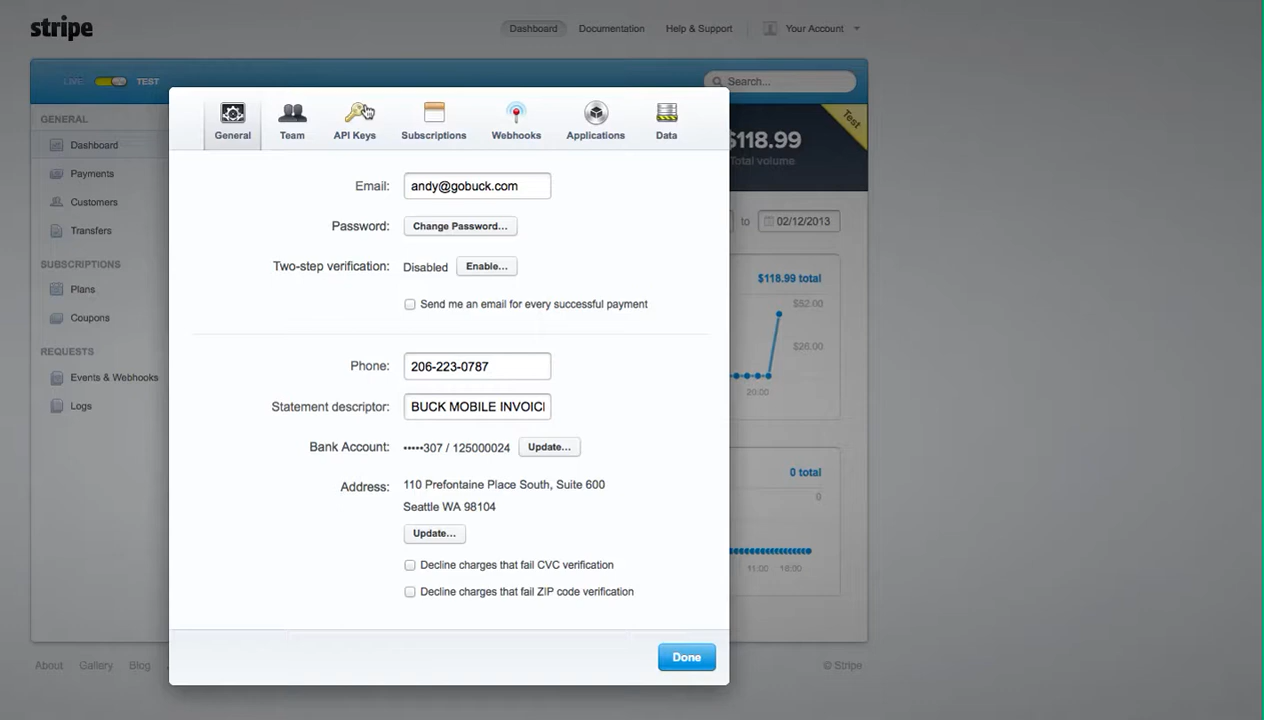 stripe
Dashboard Documentation Help & Support Your Account
LIVE TEST Search...
General Team API Keys Subscriptions Webhooks Applications Data
GENERAL
Dashboard
Payments
Customers
Transfers
SUBSCRIPTIONS
Plans
Coupons
REQUESTS
Events & Webhooks
Logs
Email: andy@gobuck.com
Password: Change Password...
Two-step verification: Disabled Enable...
Send me an email for every successful payment
Phone: 206-223-0787
Statement descriptor: BUCK MOBILE INVOIC
Bank Account: •••••307 / 125000024 Update...
Address: 110 Prefontaine Place South, Suite 600
Seattle WA 98104
Update...
Decline charges that fail CVC verification
Decline charges that fail ZIP code verification
Done
Test
$118.99
Total volume
to 02/12/2013
$118.99 total
$52.00
$26.00
20:00
0 total
0
11:00 16:00
About Gallery Blog © Stripe